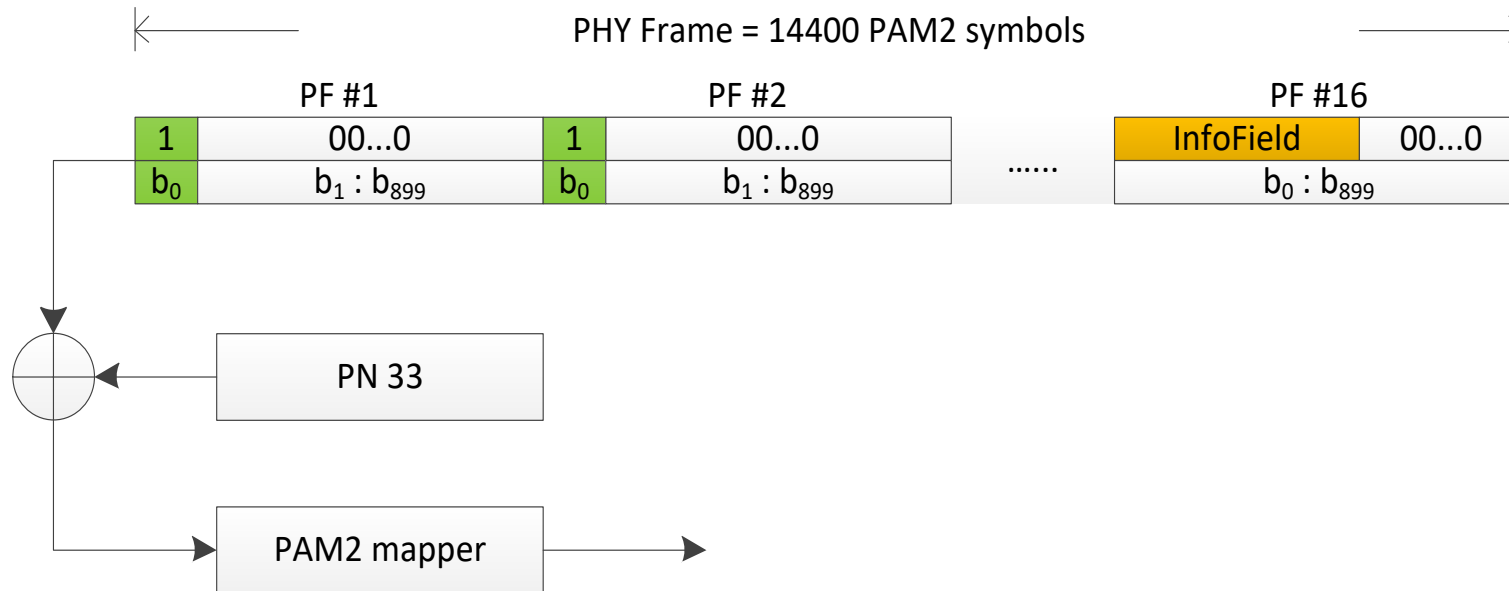 PHY Frame = 14400 PAM2 symbols
PF #1 PF #2 PF #16
1 00...0 1 00...0 ...... InfoField 00...0
b0 b1 : b899 b0 b1 : b899 b0 : b899
PN 33
PAM2 mapper